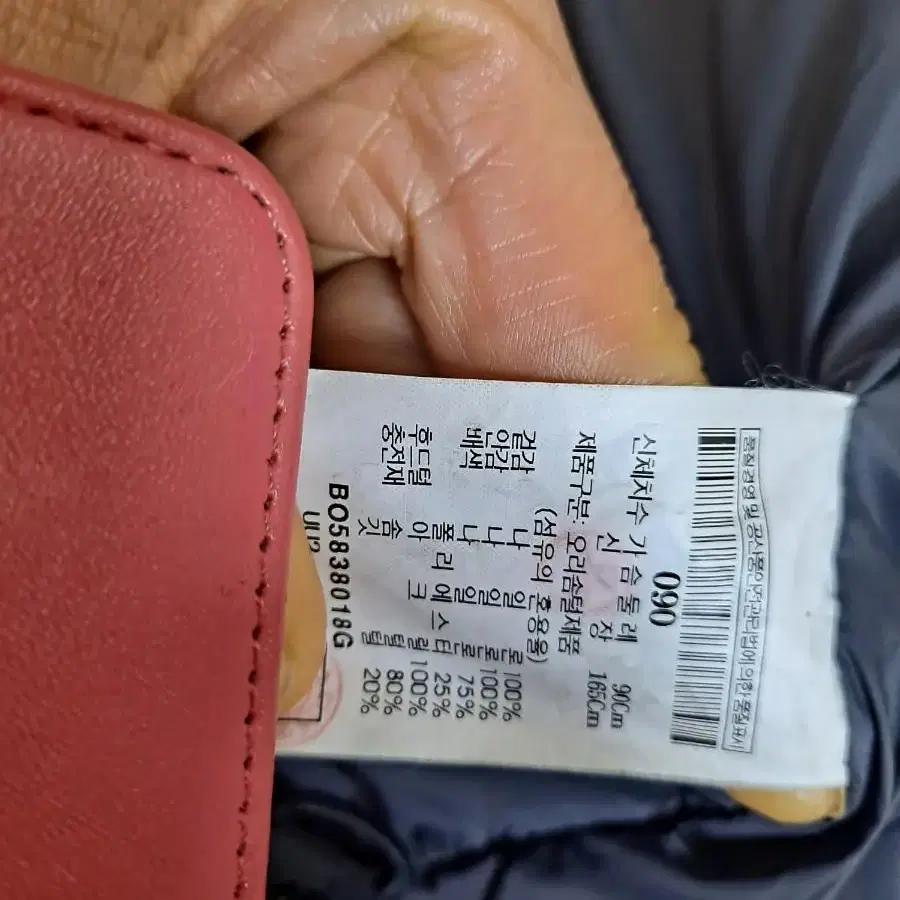 품질경영 및 공산품안전관리법에 의한 품질표시
090
신체치수 가슴둘레 90Cm
신 장 165Cm
제품구분: 오리솜털제품
(섬유의 혼용율)
겉감 나 일 론 100%
안감 나 일 론 100%
배색 나 일 론 75%
폴 리 에 스 터 25%
후드털 아 크 릴 100%
충전재 솜 털 80%
깃 털 20%
BO5838018G